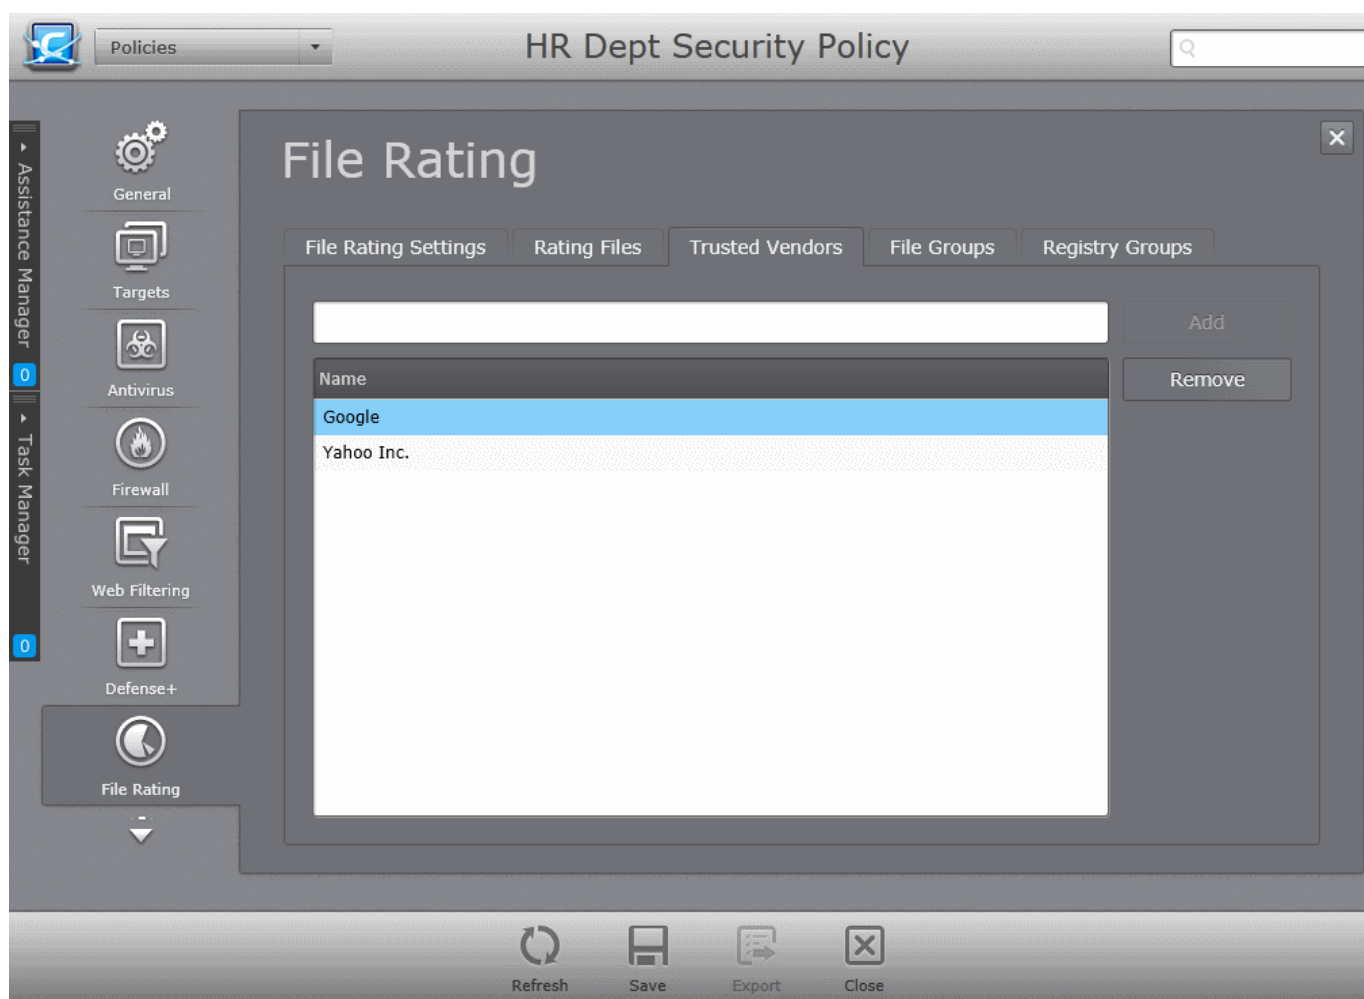 Policies
HR Dept Security Policy
Assistance Manager
0
Task Manager
0
General
Targets
Antivirus
Firewall
Web Filtering
Defense+
File Rating
File Rating
File Rating Settings
Rating Files
Trusted Vendors
File Groups
Registry Groups
Add
Name
Remove
Google
Yahoo Inc.
Refresh
Save
Export
Close